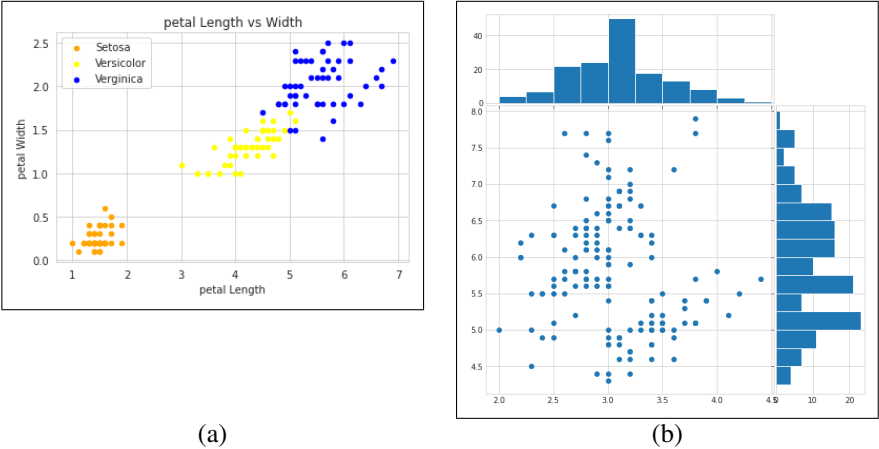 petal Length vs Width
Setosa
Versicolor
Verginica
petal Width
2.5
2.0
1.5
1.0
0.5
0.0
1 2 3 4 5 6 7
petal Length
(a)
40
20
0
8.0
7.5
7.0
6.5
6.0
5.5
5.0
4.5
2.0 2.5 3.0 3.5 4.0 4.5
0 10 20
(b)